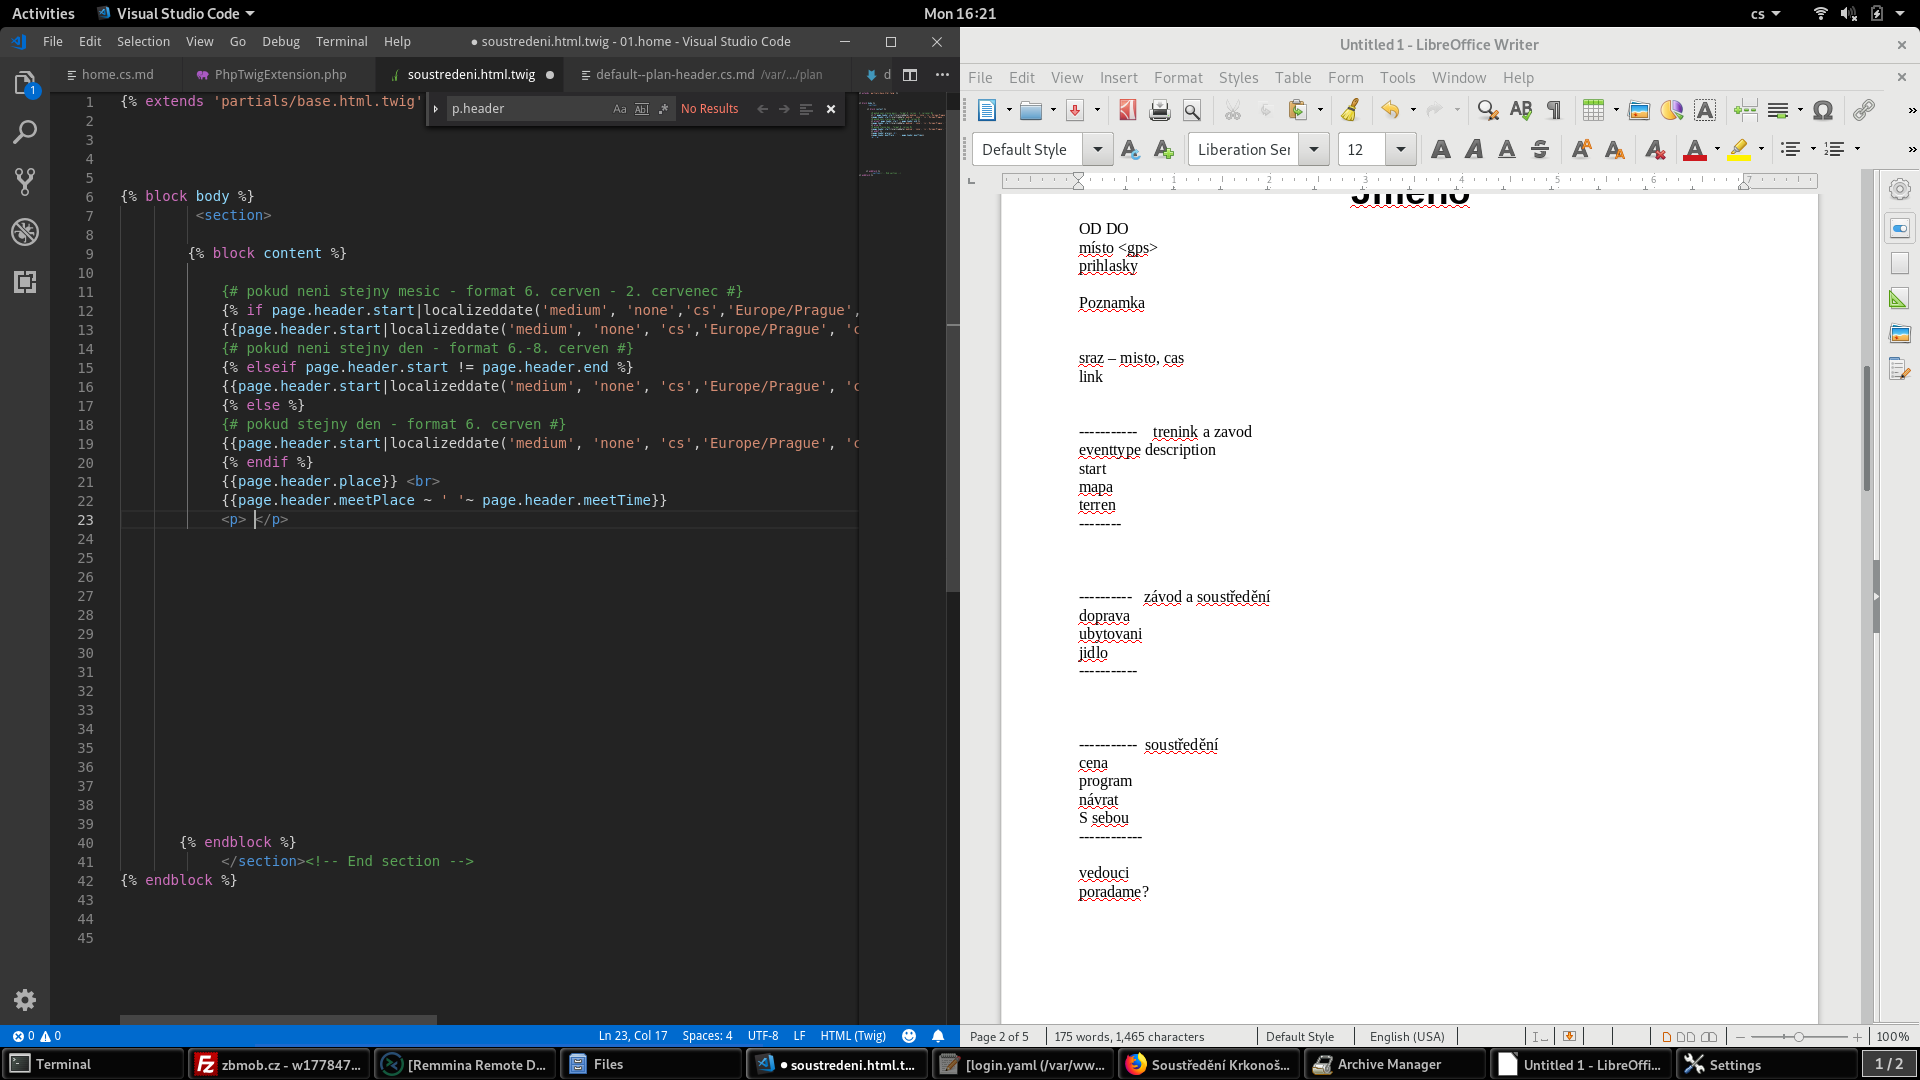 Activities
Visual Studio Code
Mon 16:21
cs
File Edit Selection View Go Debug Terminal Help
● soustredeni.html.twig - 01.home - Visual Studio Code
home.cs.md
PhpTwigExtension.php
soustredeni.html.twig
default--plan-header.cs.md /var/.../plan
d
p.header
Aa
Abl
.*
No Results
1
1 {% extends 'partials/base.html.twig'
2
3
4
5
6 {% block body %}
7 <section>
8
9 {% block content %}
10
11 {# pokud neni stejny mesic - format 6. cerven - 2. cervenec #}
12 {% if page.header.start|localizeddate('medium', 'none','cs','Europe/Prague',
13 {{page.header.start|localizeddate('medium', 'none', 'cs','Europe/Prague', 'c
14 {# pokud neni stejny den - format 6.-8. cerven #}
15 {% elseif page.header.start != page.header.end %}
16 {{page.header.start|localizeddate('medium', 'none', 'cs','Europe/Prague', 'c
17 {% else %}
18 {# pokud stejny den - format 6. cerven #}
19 {{page.header.start|localizeddate('medium', 'none', 'cs','Europe/Prague', 'c
20 {% endif %}
21 {{page.header.place}} <br>
22 {{page.header.meetPlace ~ ' '~ page.header.meetTime}}
23 <p> </p>
24
25
26
27
28
29
30
31
32
33
34
35
36
37
38
39
40 {% endblock %}
41 </section><!-- End section -->
42 {% endblock %}
43
44
45
0 0
Ln 23, Col 17
Spaces: 4
UTF-8
LF
HTML (Twig)
Untitled 1 - LibreOffice Writer
File Edit View Insert Format Styles Table Form Tools Window Help
Default Style
Liberation Ser
12
1 2 3 4 5 6 7
Jméno
OD DO
místo <gps>
prihlasky
Poznamka
sraz – misto, cas
link
----------- trenink a zavod
eventtype description
start
mapa
terren
--------
---------- závod a soustředění
doprava
ubytovani
jidlo
-----------
----------- soustředění
cena
program
návrat
S sebou
------------
vedouci
poradame?
Page 2 of 5
175 words, 1,465 characters
Default Style
English (USA)
100%
Terminal
zbmob.cz - w177847...
[Remmina Remote D...
Files
● soustredeni.html.t...
[login.yaml (/var/ww...
Soustředění Krkonoš...
Archive Manager
Untitled 1 - LibreOffi...
Settings
1 / 2